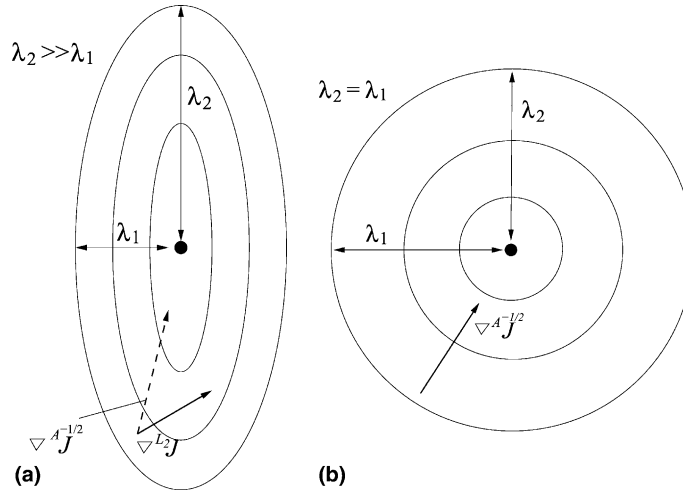 λ₂ >> λ₁
λ₂
λ₁
▽ᴬ⁻¹/²J
▽ᴸ²J
(a)
λ₂ = λ₁
λ₂
λ₁
▽ᴬ⁻¹/²J
(b)